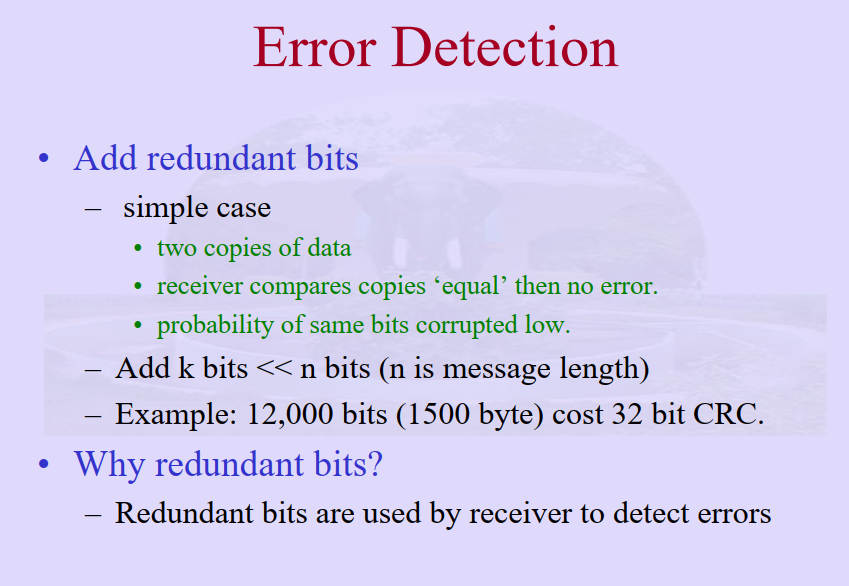 Error Detection
• Add redundant bits
– simple case
• two copies of data
• receiver compares copies ‘equal’ then no error.
• probability of same bits corrupted low.
– Add k bits << n bits (n is message length)
– Example: 12,000 bits (1500 byte) cost 32 bit CRC.
• Why redundant bits?
– Redundant bits are used by receiver to detect errors